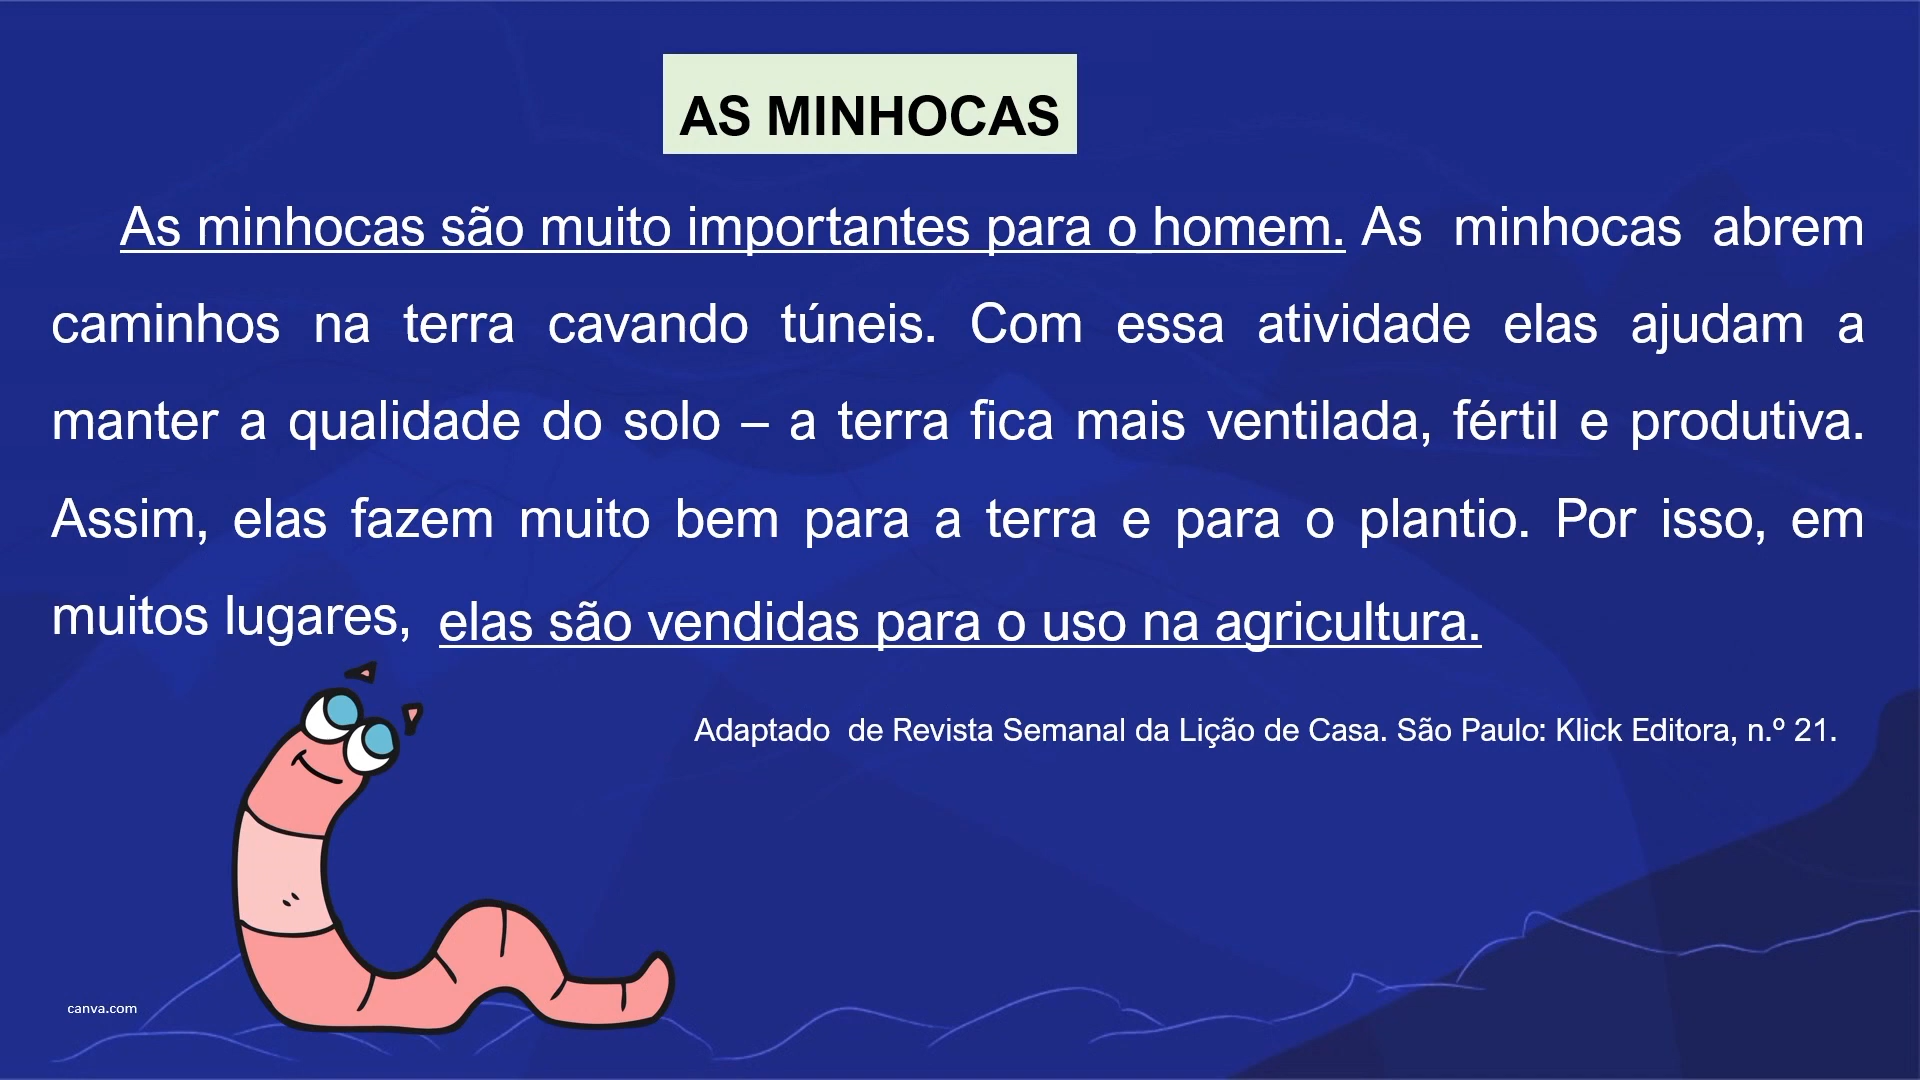 AS MINHOCAS
As minhocas são muito importantes para o homem. As minhocas abrem
caminhos na terra cavando túneis. Com essa atividade elas ajudam a
manter a qualidade do solo – a terra fica mais ventilada, fértil e produtiva.
Assim, elas fazem muito bem para a terra e para o plantio. Por isso, em
muitos lugares, elas são vendidas para o uso na agricultura.
Adaptado de Revista Semanal da Lição de Casa. São Paulo: Klick Editora, n.º 21.
canva.com